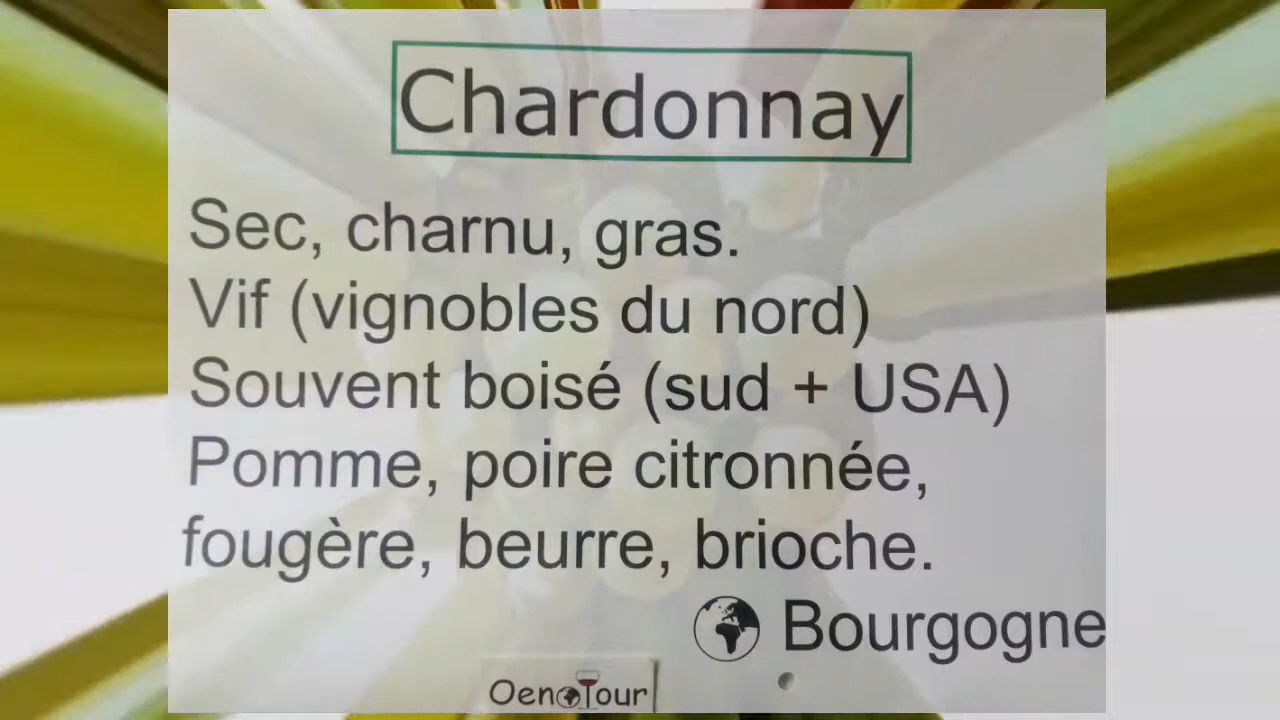 Chardonnay
Sec, charnu, gras.
Vif (vignobles du nord)
Souvent boisé (sud + USA)
Pomme, poire citronnée,
fougère, beurre, brioche.
Bourgogne
OenoTour